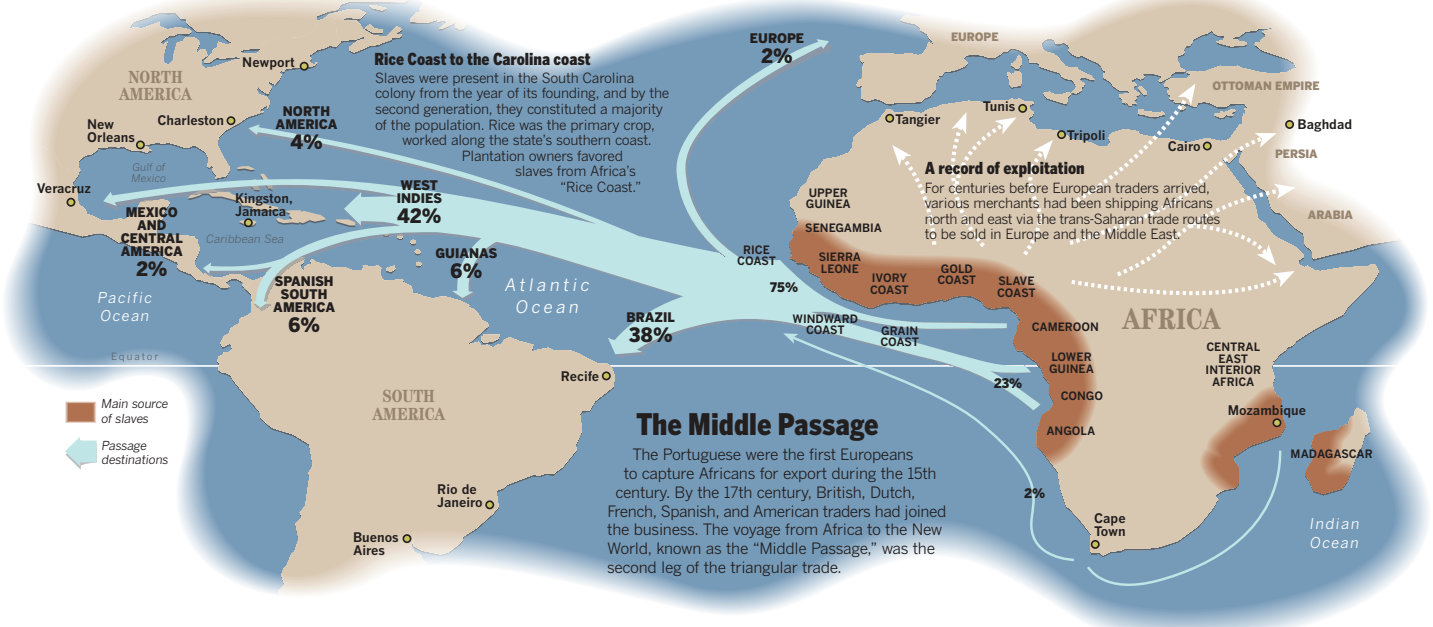 NORTH
AMERICA
Newport
Charleston
New
Orleans
Gulf of
Mexico
Veracruz
NORTH
AMERICA
4%
Rice Coast to the Carolina coast
Slaves were present in the South Carolina
colony from the year of its founding, and by the
second generation, they constituted a majority
of the population. Rice was the primary crop,
worked along the state's southern coast.
Plantation owners favored
slaves from Africa's
“Rice Coast.”
EUROPE
2%
EUROPE
OTTOMAN EMPIRE
Tunis
Tangier
Tripoli
Baghdad
Cairo
PERSIA
ARABIA
A record of exploitation
For centuries before European traders arrived,
various merchants had been shipping Africans
north and east via the trans-Saharan trade routes
to be sold in Europe and the Middle East.
MEXICO
AND
CENTRAL
AMERICA
2%
Kingston,
Jamaica
Caribbean Sea
WEST
INDIES
42%
GUIANAS
6%
SPANISH
SOUTH
AMERICA
6%
Pacific
Ocean
Atlantic
Ocean
BRAZIL
38%
Equator
UPPER
GUINEA
SENEGAMBIA
RICE
COAST
SIERRA
LEONE
IVORY
COAST
GOLD
COAST
SLAVE
COAST
75%
WINDWARD
COAST
GRAIN
COAST
CAMEROON
AFRICA
LOWER
GUINEA
CENTRAL
EAST
INTERIOR
AFRICA
23%
CONGO
ANGOLA
Mozambique
MADAGASCAR
2%
Cape
Town
Indian
Ocean
Main source
of slaves
Passage
destinations
SOUTH
AMERICA
Recife
Rio de
Janeiro
Buenos
Aires
The Middle Passage
The Portuguese were the first Europeans
to capture Africans for export during the 15th
century. By the 17th century, British, Dutch,
French, Spanish, and American traders had joined
the business. The voyage from Africa to the New
World, known as the “Middle Passage,” was the
second leg of the triangular trade.